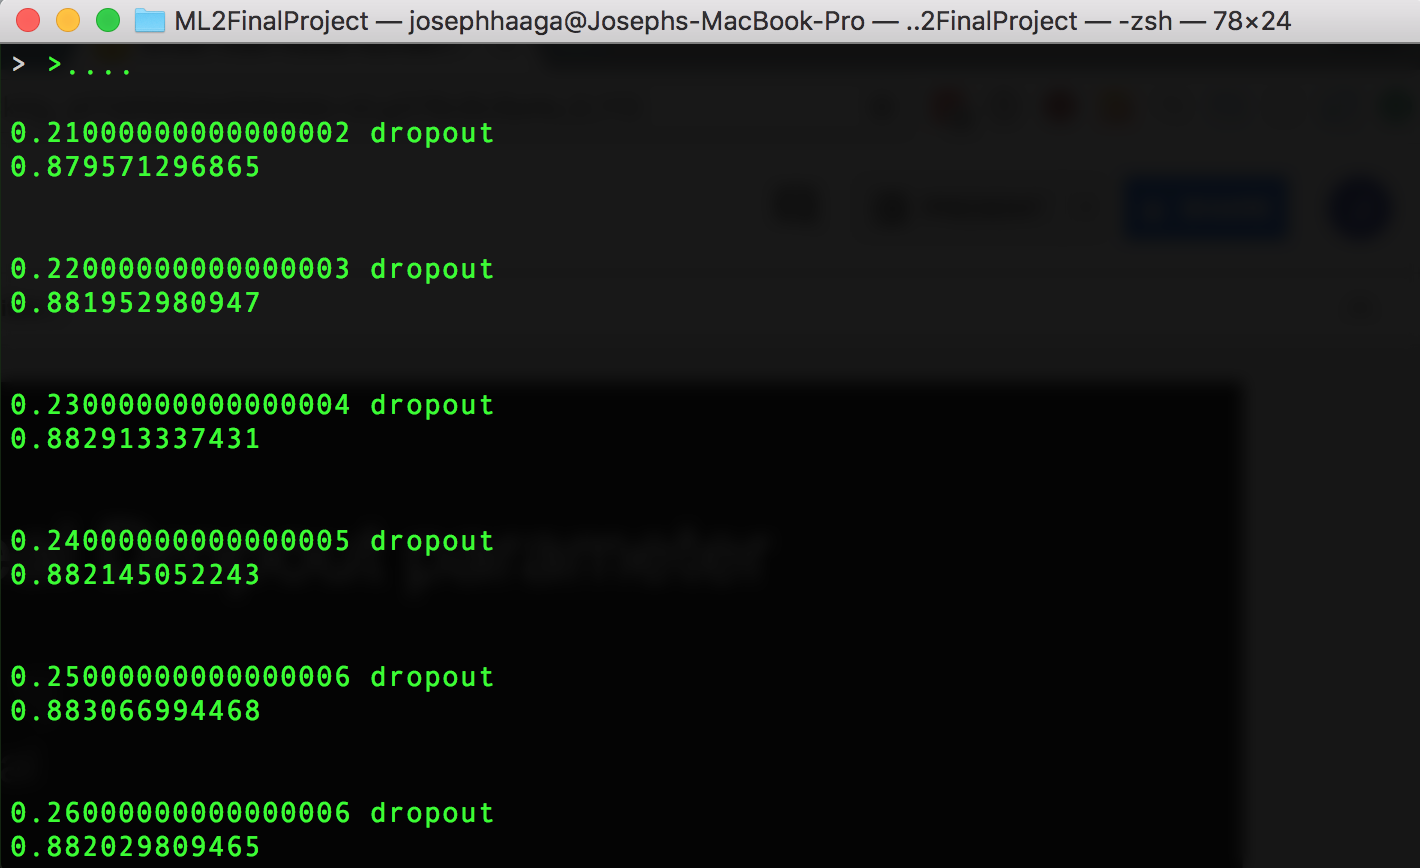 ML2FinalProject — josephhaaga@Josephs-MacBook-Pro — ..2FinalProject — -zsh — 78×24
> >....
0.21000000000000002 dropout
0.879571296865
0.22000000000000003 dropout
0.881952980947
0.23000000000000004 dropout
0.882913337431
0.24000000000000005 dropout
0.882145052243
parameter
0.25000000000000006 dropout
0.883066994468
0.26000000000000006 dropout
0.882029809465